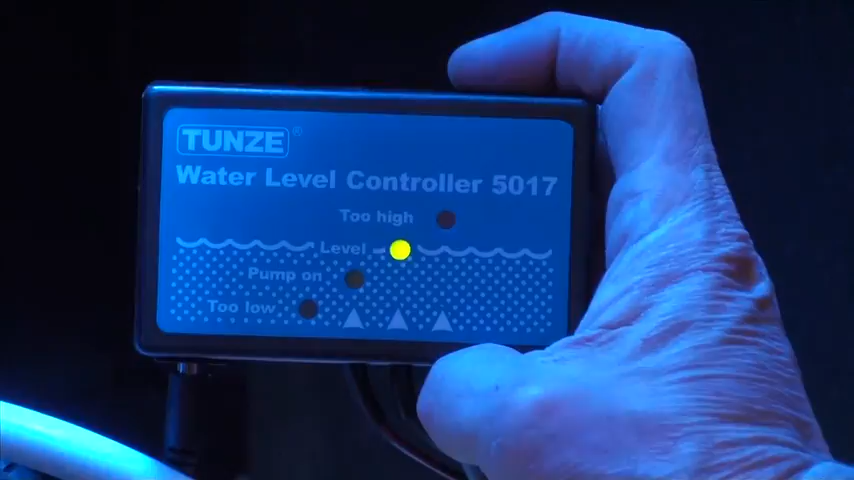 TUNZE®
Water Level Controller 5017
Too high
Level
Pump on
Too low